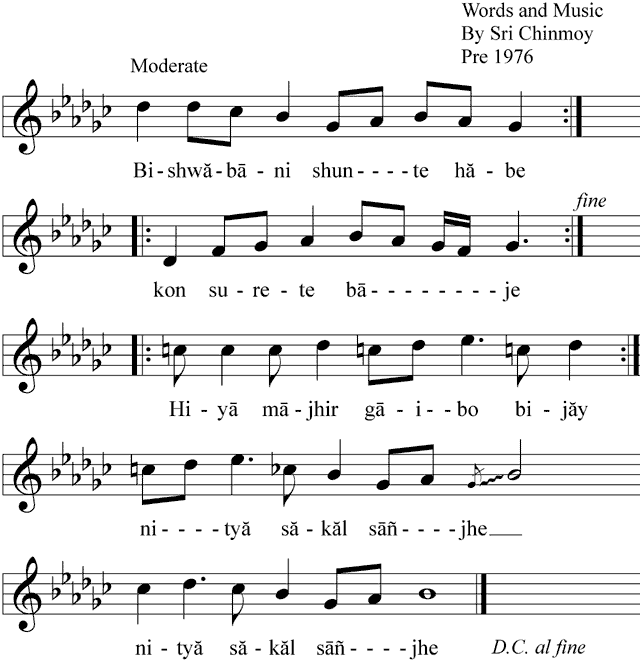 Words and Music
By Sri Chinmoy
Pre 1976
Moderate
Bi - shwă - bā - ni shun - - - - te hă - be
fine
kon su - re - te bā - - - - - - - - je
Hi - yā mā - jhir gā - i - bo bi - jăy
ni - - - - tyă să - kăl sāñ - - - - jhe
ni - tyă să - kăl sāñ - - - - jhe
D.C. al fine